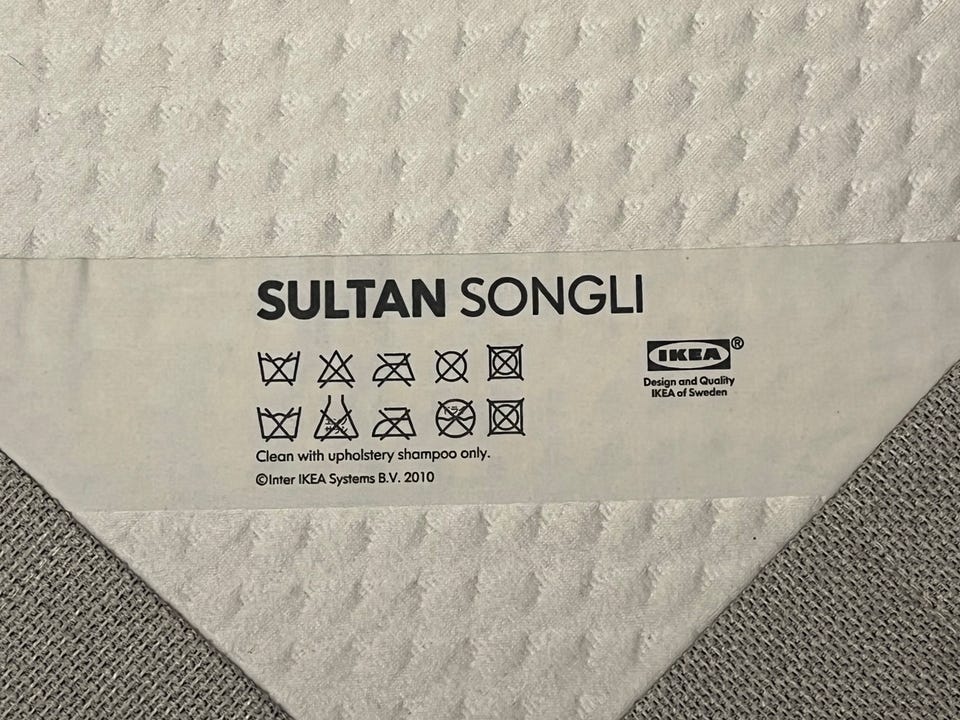 SULTAN SONGLI
IKEA®
Design and Quality
IKEA of Sweden
Clean with upholstery shampoo only.
©Inter IKEA Systems B.V. 2010